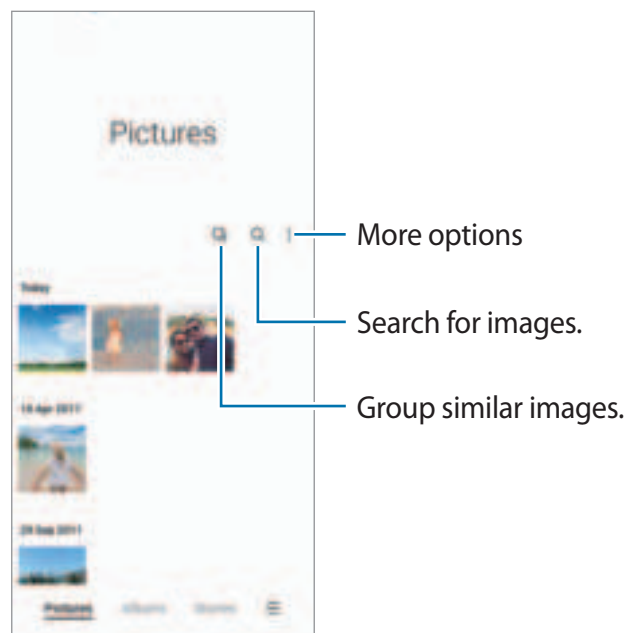 Pictures
More options
Today
Search for images.
Group similar images.
Pictures
Albums
Stories